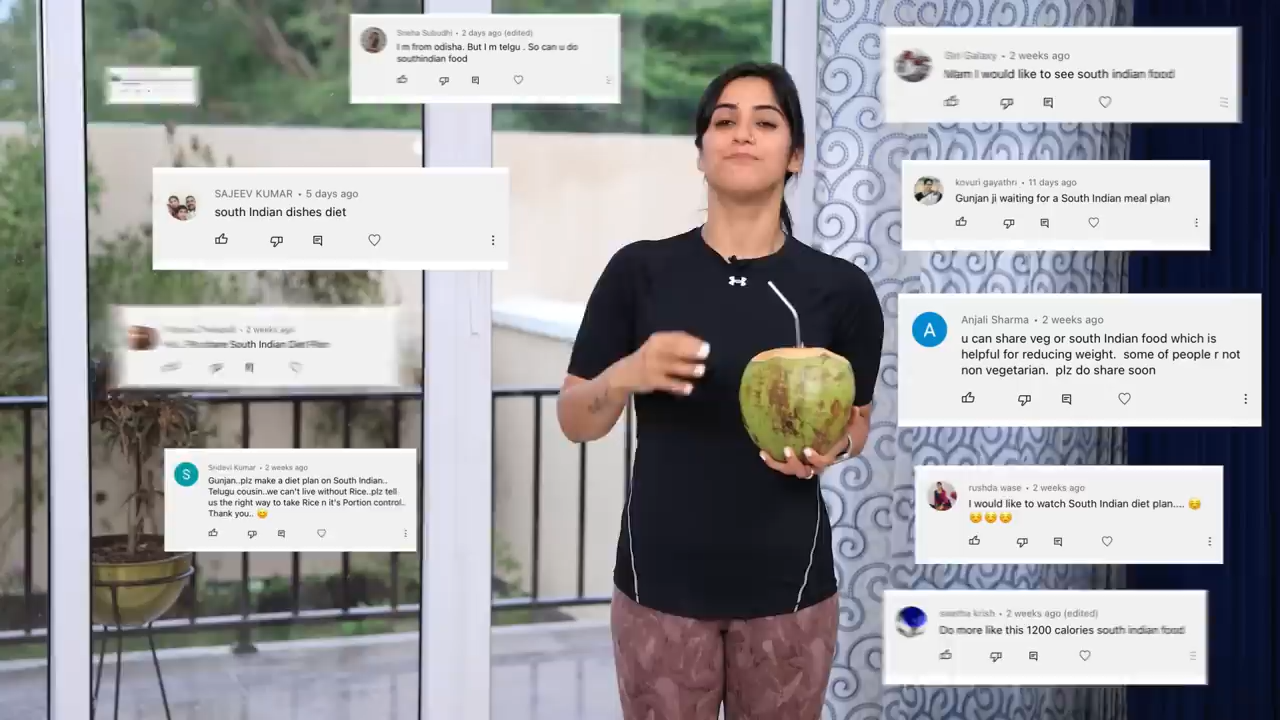 Sneha Subudhi • 2 days ago (edited)
I m from odisha. But I m telgu . So can u do
southindian food
SAJEEV KUMAR • 5 days ago
south Indian dishes diet
2 weeks ago
share South Indian Diet Plan
S
Sridevi Kumar • 2 weeks ago
Gunjan..plz make a diet plan on South Indian..
Telugu cousin..we can't live without Rice..plz tell
us the right way to take Rice n it's Portion control..
Thank you.. 😊
Siri Galaxy • 2 weeks ago
Mam I would like to see south indian food
kovuri gayathri • 11 days ago
Gunjan ji waiting for a South Indian meal plan
A
Anjali Sharma • 2 weeks ago
u can share veg or south Indian food which is
helpful for reducing weight. some of people r not
non vegetarian. plz do share soon
rushda wase • 2 weeks ago
I would like to watch South Indian diet plan.... ☺️
☺️☺️☺️
swetha krish • 2 weeks ago (edited)
Do more like this 1200 calories south indian food